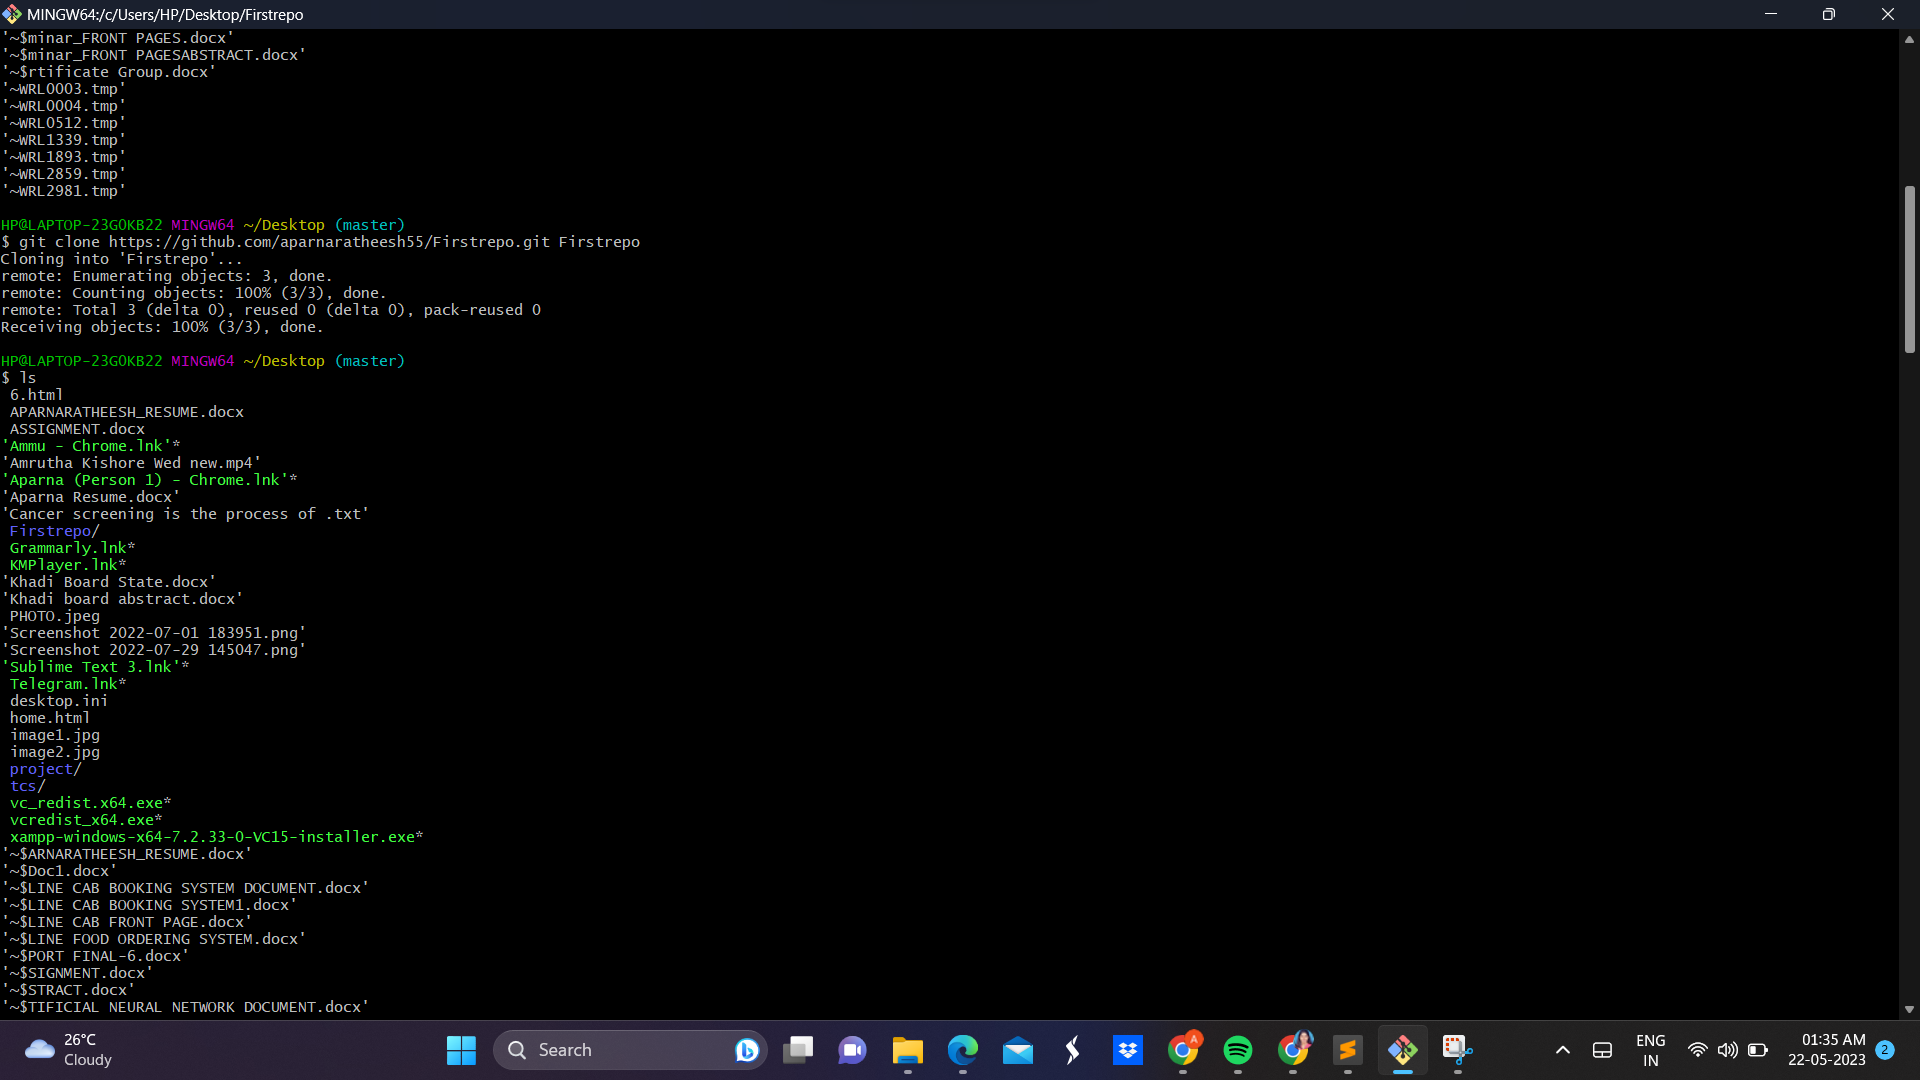 MINGW64:/c/Users/HP/Desktop/Firstrepo
'~$minar_FRONT PAGES.docx'
'~$minar_FRONT PAGESABSTRACT.docx'
'~$rtificate Group.docx'
'~WRL0003.tmp'
'~WRL0004.tmp'
'~WRL0512.tmp'
'~WRL1339.tmp'
'~WRL1893.tmp'
'~WRL2859.tmp'
'~WRL2981.tmp'
HP@LAPTOP-23GOKB22 MINGW64 ~/Desktop (master)
$ git clone https://github.com/aparnaratheesh55/Firstrepo.git Firstrepo
Cloning into 'Firstrepo'...
remote: Enumerating objects: 3, done.
remote: Counting objects: 100% (3/3), done.
remote: Total 3 (delta 0), reused 0 (delta 0), pack-reused 0
Receiving objects: 100% (3/3), done.
HP@LAPTOP-23GOKB22 MINGW64 ~/Desktop (master)
$ ls
6.html
APARNARATHEESH_RESUME.docx
ASSIGNMENT.docx
'Ammu - Chrome.lnk'*
'Amrutha Kishore Wed new.mp4'
'Aparna (Person 1) - Chrome.lnk'*
'Aparna Resume.docx'
'Cancer screening is the process of .txt'
Firstrepo/
Grammarly.lnk*
KMPlayer.lnk*
'Khadi Board State.docx'
'Khadi board abstract.docx'
PHOTO.jpeg
'Screenshot 2022-07-01 183951.png'
'Screenshot 2022-07-29 145047.png'
'Sublime Text 3.lnk'*
Telegram.lnk*
desktop.ini
home.html
image1.jpg
image2.jpg
project/
tcs/
vc_redist.x64.exe*
vcredist_x64.exe*
xampp-windows-x64-7.2.33-0-VC15-installer.exe*
'~$ARNARATHEESH_RESUME.docx'
'~$Doc1.docx'
'~$LINE CAB BOOKING SYSTEM DOCUMENT.docx'
'~$LINE CAB BOOKING SYSTEM1.docx'
'~$LINE CAB FRONT PAGE.docx'
'~$LINE FOOD ORDERING SYSTEM.docx'
'~$PORT FINAL-6.docx'
'~$SIGNMENT.docx'
'~$STRACT.docx'
'~$TIFICIAL NEURAL NETWORK DOCUMENT.docx'
26°C
Cloudy
Search
A
ENG
IN
01:35 AM
22-05-2023
2